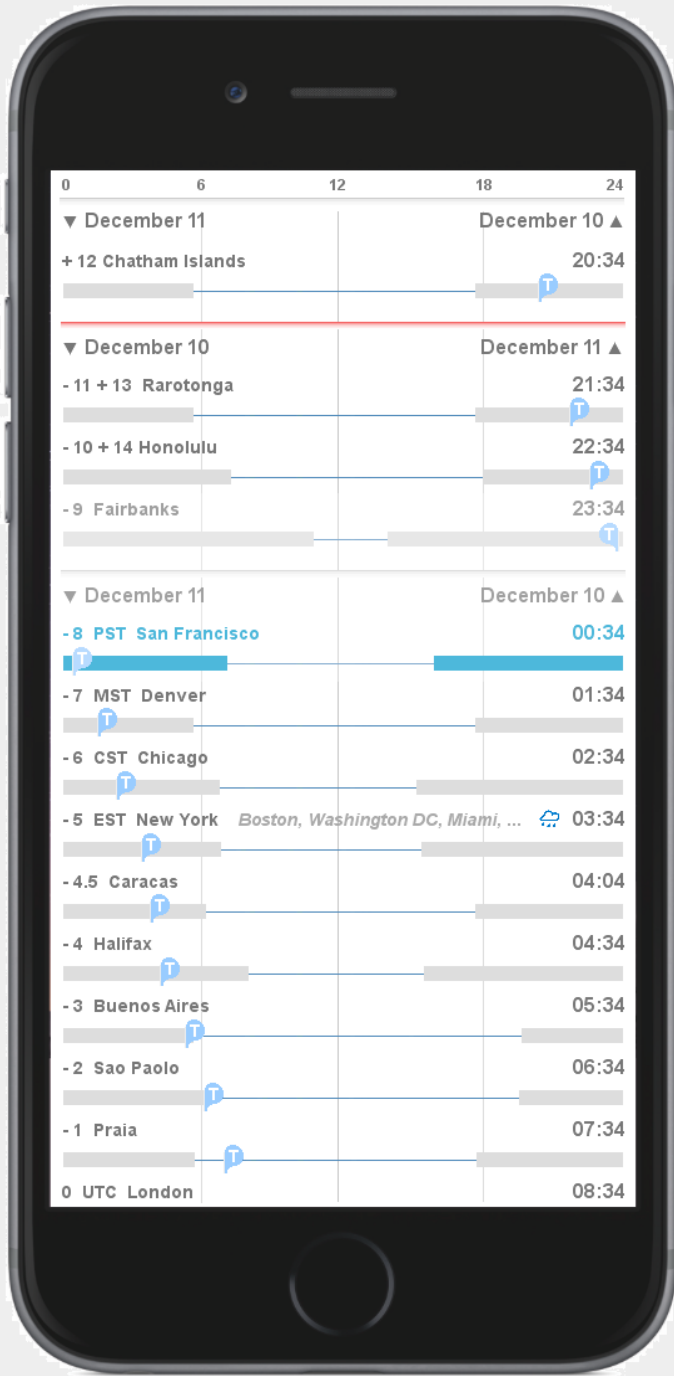 0 6 12 18 24
▼ December 11 December 10 ▲
+ 12 Chatham Islands 20:34
T
▼ December 10 December 11 ▲
- 11 + 13 Rarotonga 21:34
T
- 10 + 14 Honolulu 22:34
T
- 9 Fairbanks 23:34
T
▼ December 11 December 10 ▲
- 8 PST San Francisco 00:34
T
- 7 MST Denver 01:34
T
- 6 CST Chicago 02:34
T
- 5 EST New York Boston, Washington DC, Miami, ... 03:34
T
- 4.5 Caracas 04:04
T
- 4 Halifax 04:34
T
- 3 Buenos Aires 05:34
T
- 2 Sao Paolo 06:34
T
- 1 Praia 07:34
T
0 UTC London 08:34